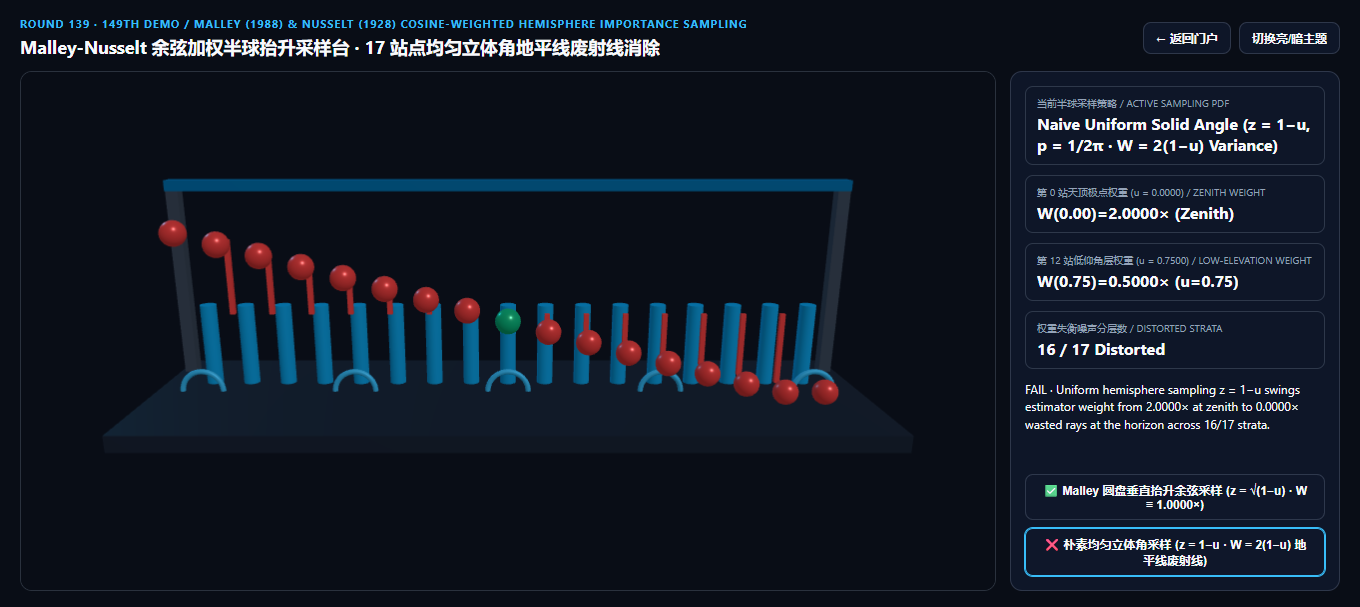 ROUND 139 · 149TH DEMO / MALLEY (1988) & NUSSELT (1928) COSINE-WEIGHTED HEMISPHERE IMPORTANCE SAMPLING
Malley-Nusselt 余弦加权半球抬升采样台 · 17 站点均匀立体角地平线废射线消除
← 返回门户
切换亮/暗主题
当前半球采样策略 / ACTIVE SAMPLING PDF
Naive Uniform Solid Angle (z = 1−u,
p = 1/2π · W = 2(1−u) Variance)
第 0 站天顶极点权重 (u = 0.0000) / ZENITH WEIGHT
W(0.00)=2.0000× (Zenith)
第 12 站低仰角层权重 (u = 0.7500) / LOW-ELEVATION WEIGHT
W(0.75)=0.5000× (u=0.75)
权重失衡噪声分层数 / DISTORTED STRATA
16 / 17 Distorted
FAIL · Uniform hemisphere sampling z = 1−u swings
estimator weight from 2.0000× at zenith to 0.0000×
wasted rays at the horizon across 16/17 strata.
✅ Malley 圆盘垂直抬升余弦采样 (z = √(1−u) · W
≡ 1.0000×)
❌ 朴素均匀立体角采样 (z = 1−u · W = 2(1−u) 地
平线废射线)